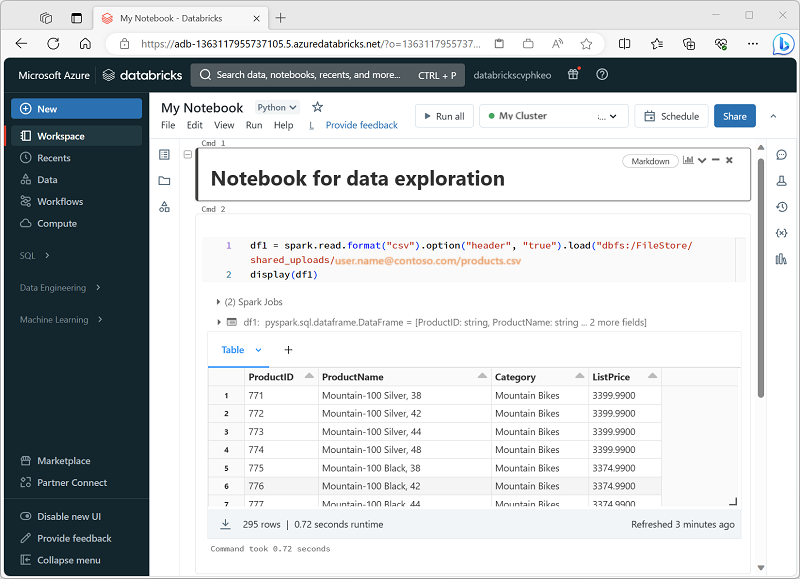 My Notebook - Databricks
https://adb-1363117955737105.5.azuredatabricks.net/?o=1363117955737...
Microsoft Azure databricks Search data, notebooks, recents, and more... CTRL + P databrickscvphkeo
New
Workspace
Recents
Data
Workflows
Compute
SQL
Data Engineering
Machine Learning
Marketplace
Partner Connect
Disable new UI
Provide feedback
Collapse menu
My Notebook Python
File Edit View Run Help L Provide feedback
Run all My Cluster :... Schedule Share
Cmd 1
Markdown
Notebook for data exploration
Cmd 2
1 df1 = spark.read.format("csv").option("header", "true").load("dbfs:/FileStore/
shared_uploads/user.name@contoso.com/products.csv
2 display(df1)
(2) Spark Jobs
df1: pyspark.sql.dataframe.DataFrame = [ProductID: string, ProductName: string ... 2 more fields]
Table +
ProductID ProductName Category ListPrice
1 771 Mountain-100 Silver, 38 Mountain Bikes 3399.9900
2 772 Mountain-100 Silver, 42 Mountain Bikes 3399.9900
3 773 Mountain-100 Silver, 44 Mountain Bikes 3399.9900
4 774 Mountain-100 Silver, 48 Mountain Bikes 3399.9900
5 775 Mountain-100 Black, 38 Mountain Bikes 3374.9900
6 776 Mountain-100 Black, 42 Mountain Bikes 3374.9900
7 777 Mountain-100 Black, 44 Mountain Bikes 3374.9900
295 rows | 0.72 seconds runtime Refreshed 3 minutes ago
Command took 0.72 seconds